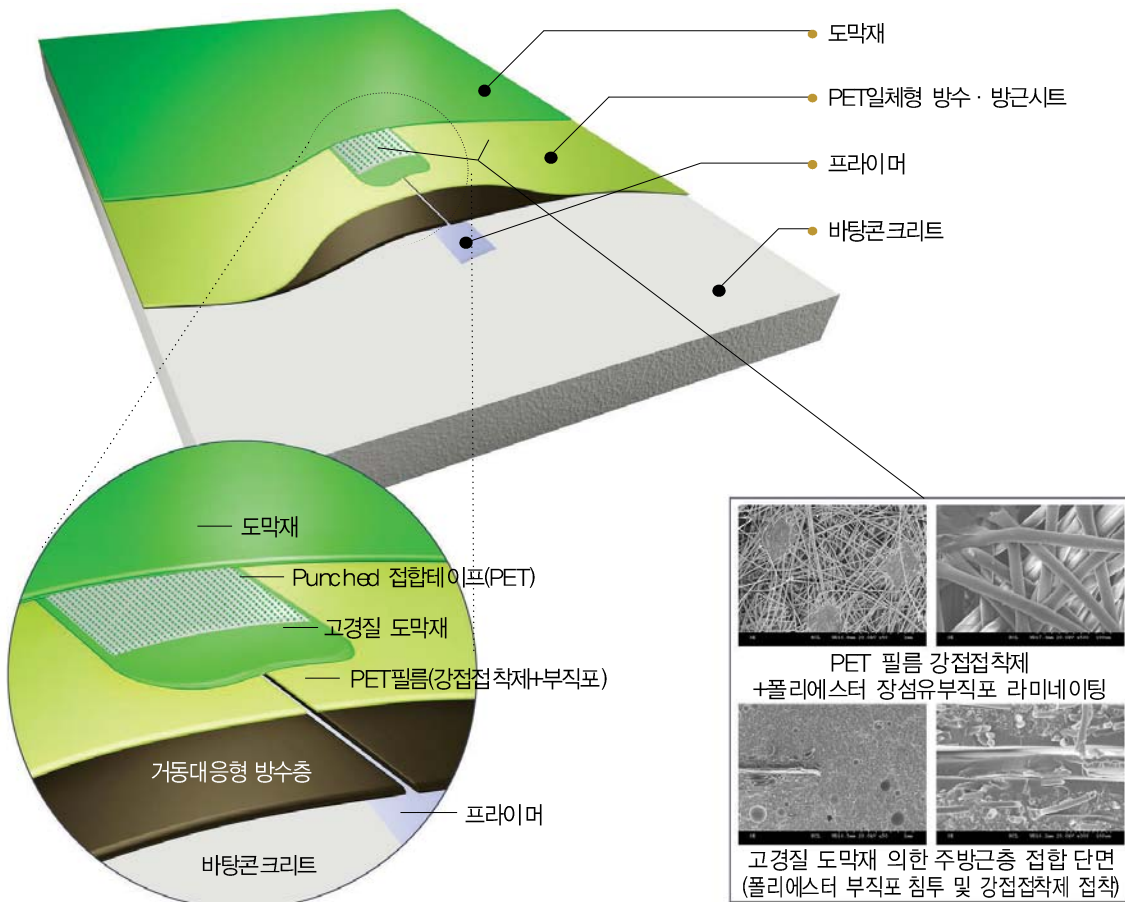 도막재
PET일체형 방수 · 방근시트
프라이머
바탕콘크리트
도막재
Punched 접합테이프(PET)
고경질 도막재
PET필름(강접접착제+부직포)
거동대응형 방수층
프라이머
바탕콘크리트
PET 필름 강접접착제
+폴리에스터 장섬유부직포 라미네이팅
고경질 도막재 의한 주방근층 접합 단면
(폴리에스터 부직포 침투 및 강접접착제 접착)